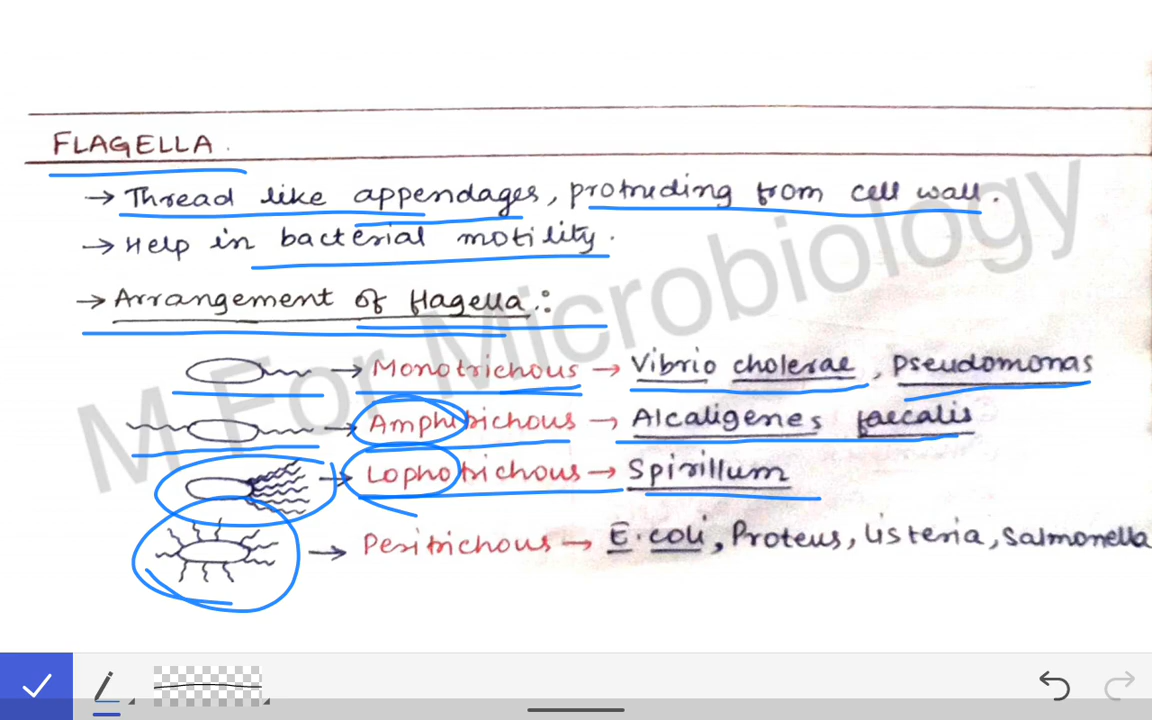 FLAGELLA.
→ Thread like appendages, protruding from cell wall.
→ Help in bacterial motility.
→ Arrangement of flagella :
→ Monotrichous → Vibrio cholerae, Pseudomonas
→ Amphitrichous → Alcaligenes faecalis
→ Lophotrichous → Spirillum
→ Peritrichous → E. coli, Proteus, Listeria, Salmonella
M For Microbiology